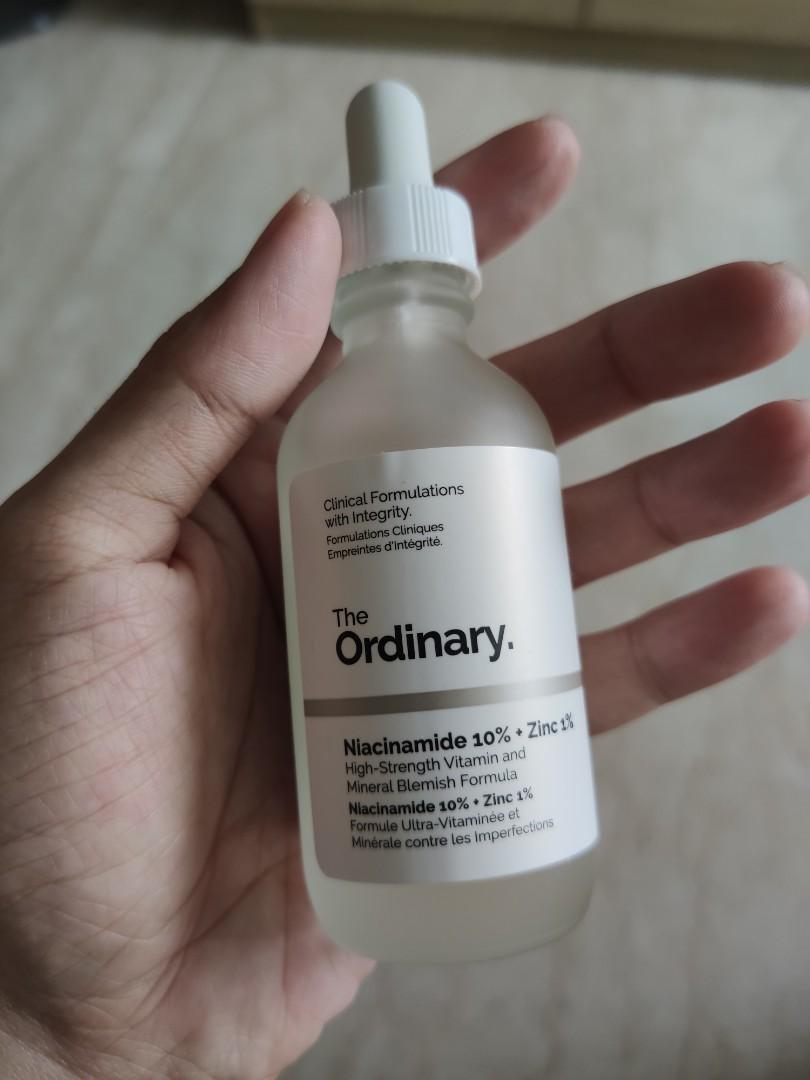 Clinical Formulations
with Integrity.
Formulations Cliniques
Empreintes d'Intégrité.
The
Ordinary.
Niacinamide 10% + Zinc 1%
High-Strength Vitamin and
Mineral Blemish Formula
Niacinamide 10% + Zinc 1%
Formule Ultra-Vitaminée et
Minérale contre les Imperfections